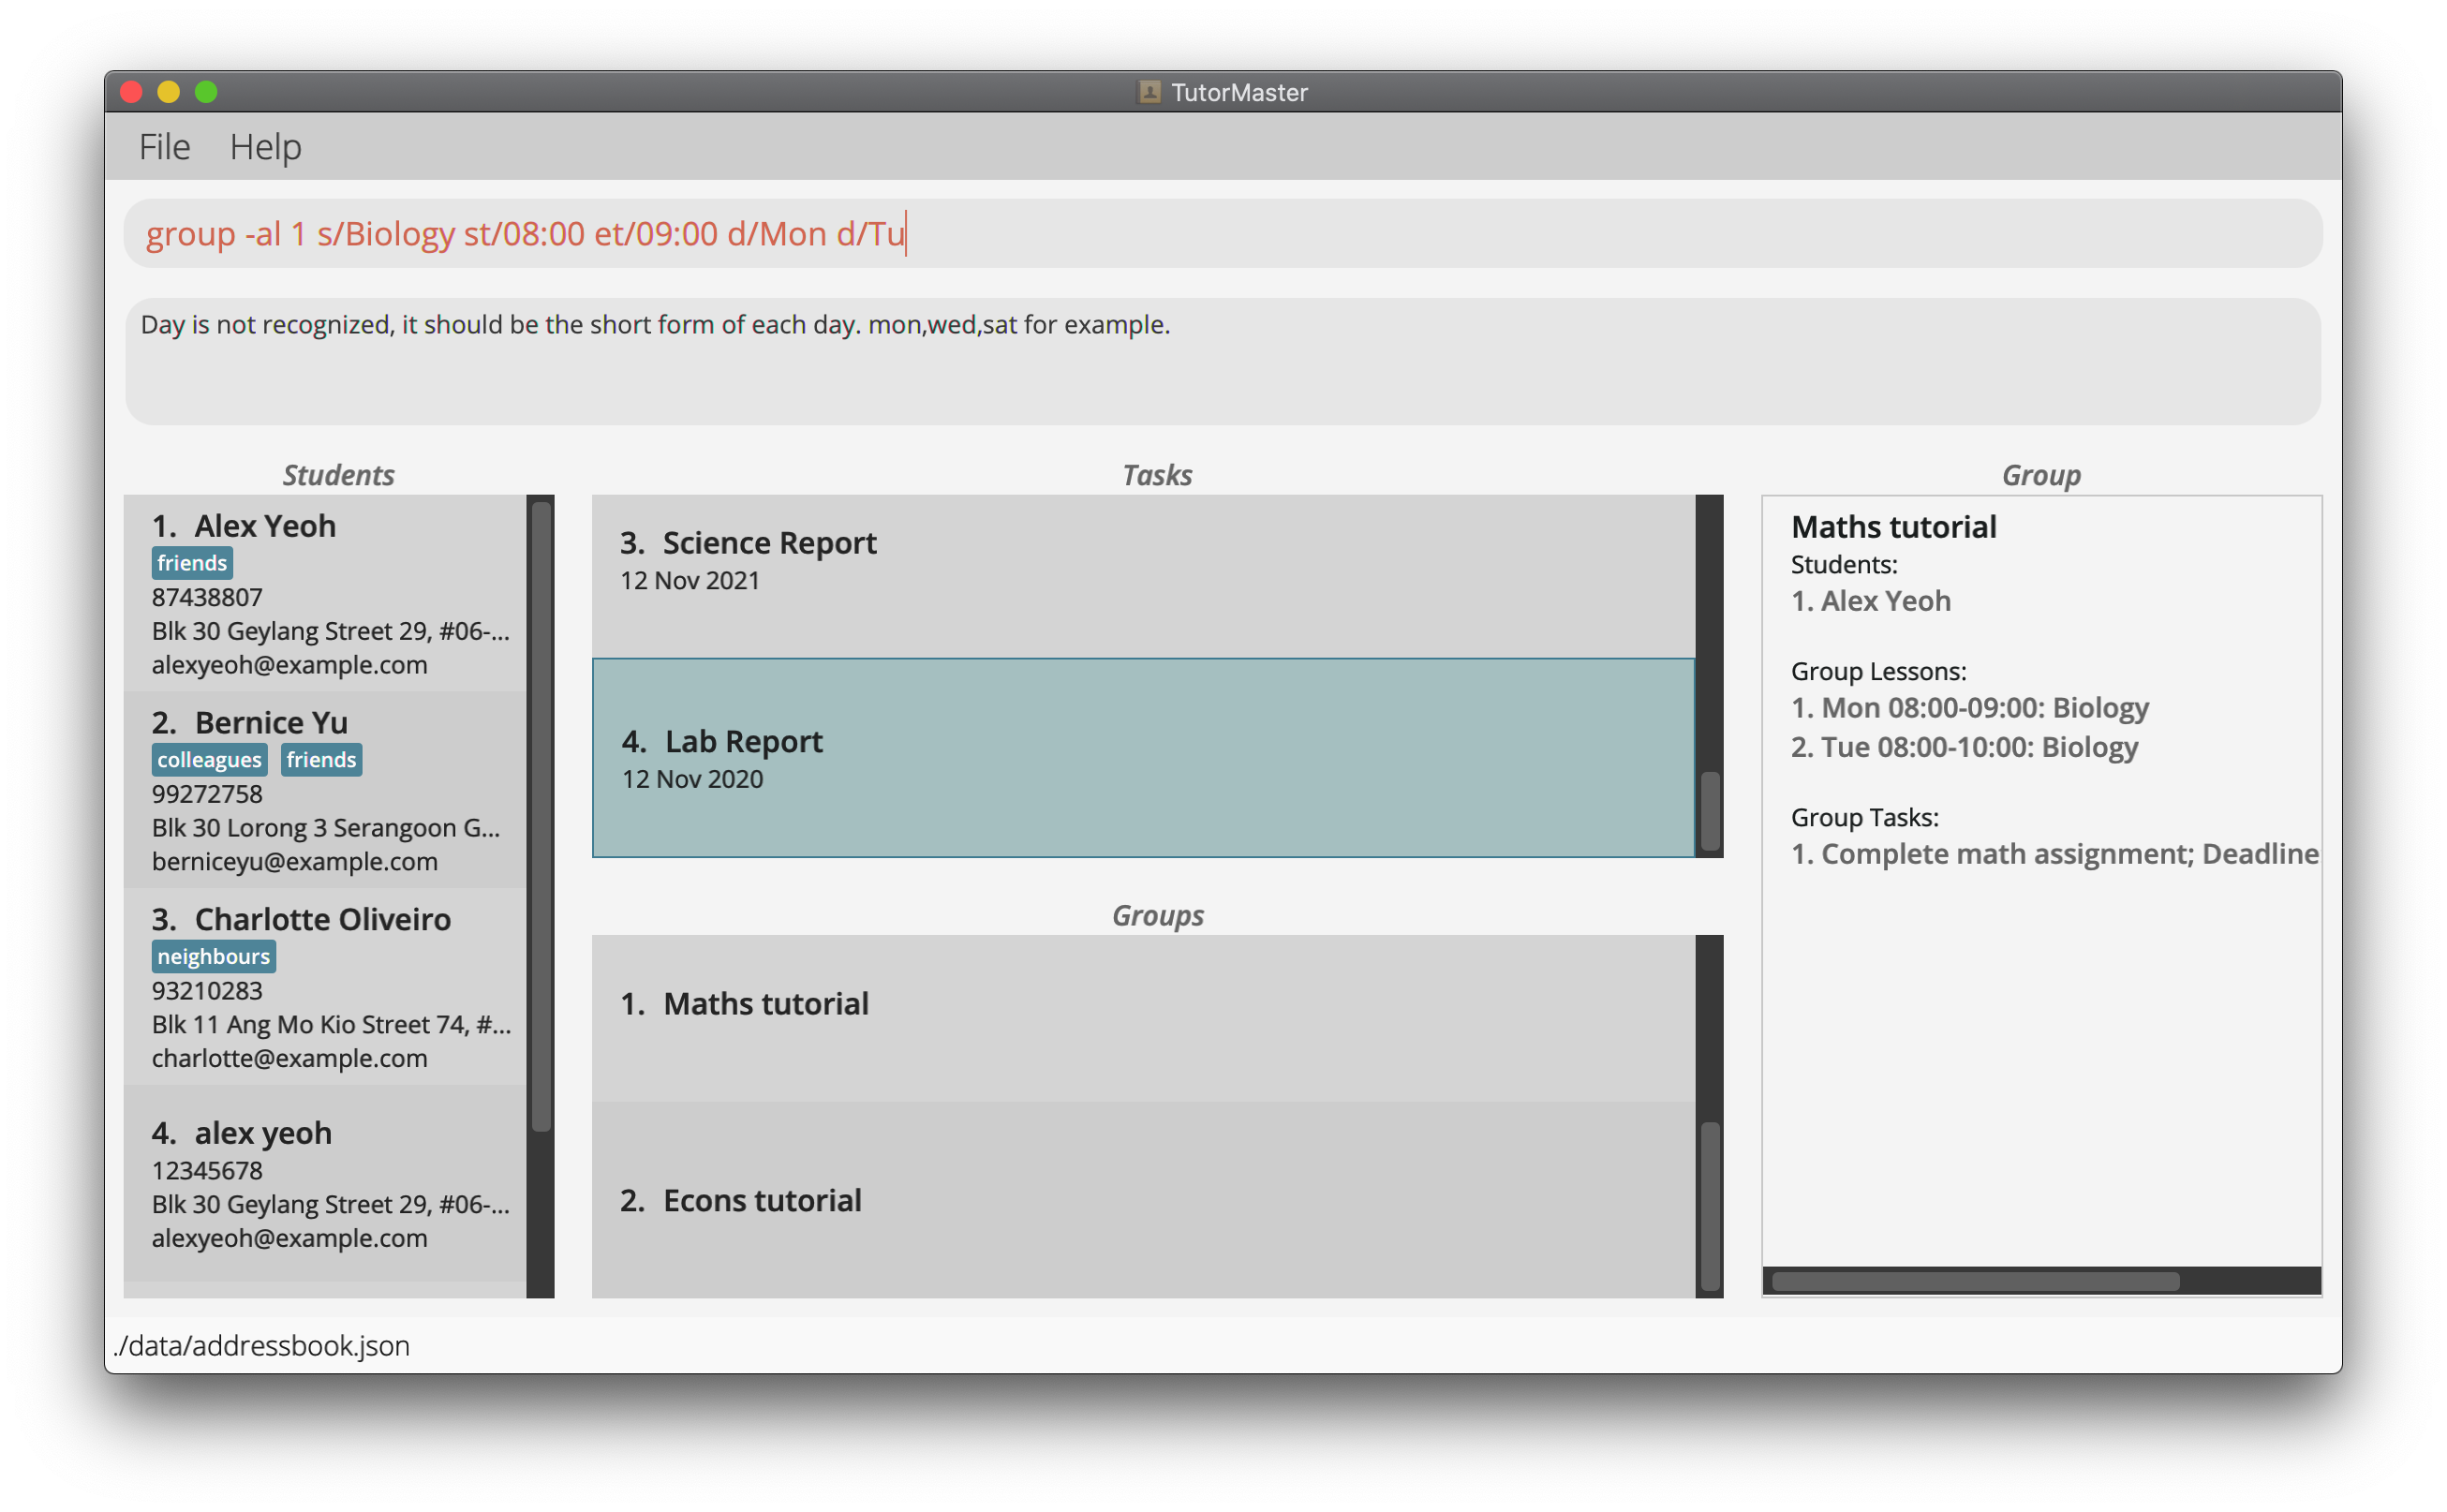 TutorMaster
File Help
group -al 1 s/Biology st/08:00 et/09:00 d/Mon d/Tu
Day is not recognized, it should be the short form of each day. mon,wed,sat for example.
Students
1. Alex Yeoh
friends
87438807
Blk 30 Geylang Street 29, #06-...
alexyeoh@example.com
2. Bernice Yu
colleagues friends
99272758
Blk 30 Lorong 3 Serangoon G...
berniceyu@example.com
3. Charlotte Oliveiro
neighbours
93210283
Blk 11 Ang Mo Kio Street 74, #...
charlotte@example.com
4. alex yeoh
12345678
Blk 30 Geylang Street 29, #06-...
alexyeoh@example.com
Tasks
3. Science Report
12 Nov 2021
4. Lab Report
12 Nov 2020
Groups
1. Maths tutorial
2. Econs tutorial
Group
Maths tutorial
Students:
1. Alex Yeoh
Group Lessons:
1. Mon 08:00-09:00: Biology
2. Tue 08:00-10:00: Biology
Group Tasks:
1. Complete math assignment; Deadline
./data/addressbook.json